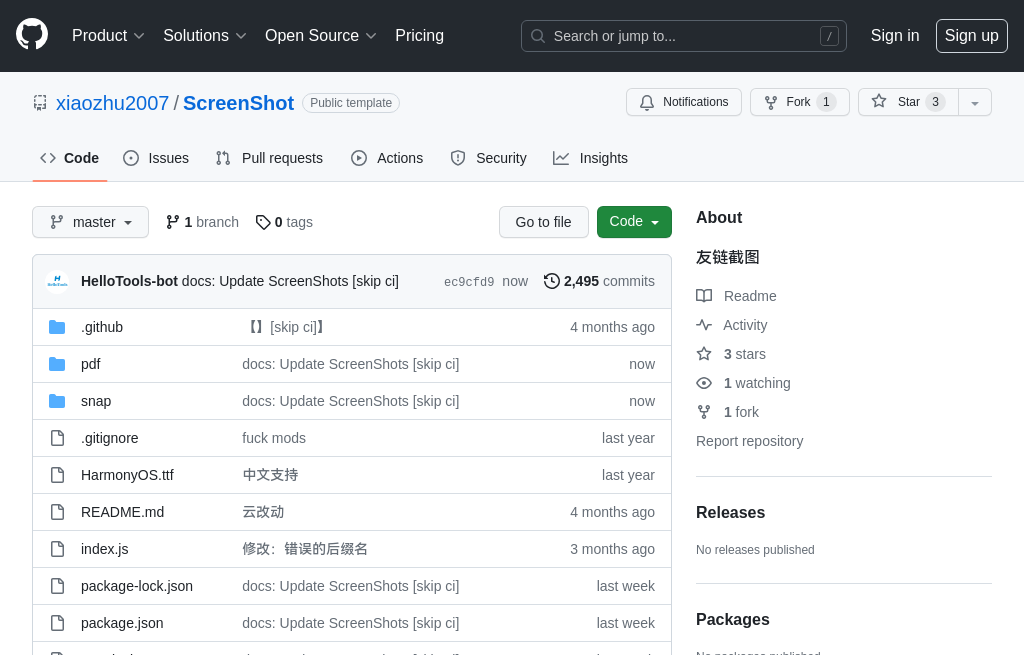 Product Solutions Open Source Pricing Search or jump to... / Sign in Sign up
xiaozhu2007 / ScreenShot Public template Notifications Fork 1 Star 3
Code Issues Pull requests Actions Security Insights
master 1 branch 0 tags Go to file Code
HelloTools-bot docs: Update ScreenShots [skip ci] ec9cfd9 now 2,495 commits
.github 【】[skip ci]】 4 months ago
pdf docs: Update ScreenShots [skip ci] now
snap docs: Update ScreenShots [skip ci] now
.gitignore fuck mods last year
HarmonyOS.ttf 中文支持 last year
README.md 云改动 4 months ago
index.js 修改：错误的后缀名 3 months ago
package-lock.json docs: Update ScreenShots [skip ci] last week
package.json docs: Update ScreenShots [skip ci] last week
About
友链截图
Readme
Activity
3 stars
1 watching
1 fork
Report repository
Releases
No releases published
Packages
No packages published